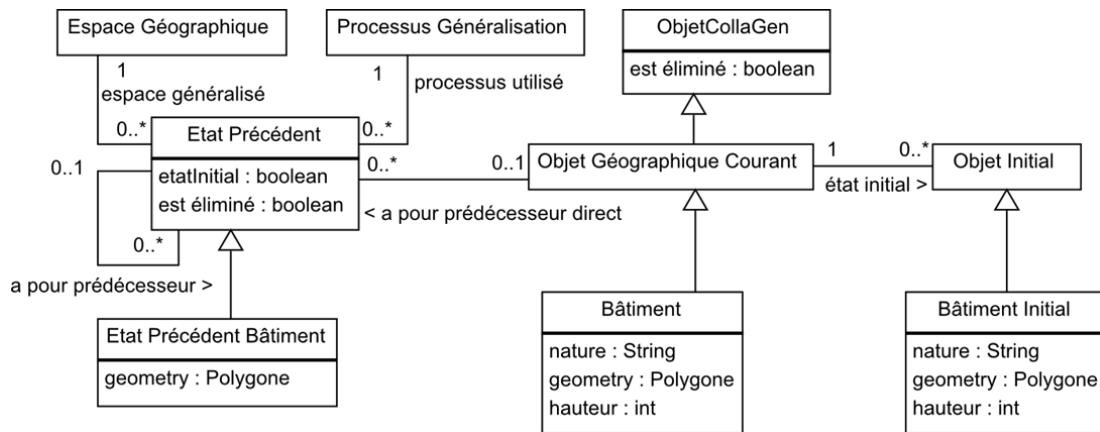 Espace Géographique
Processus Généralisation
ObjetCollaGen
est éliminé : boolean
1
espace généralisé
0..*
1
processus utilisé
0..*
Etat Précédent
etatInitial : boolean
est éliminé : boolean
0..1
0..*
a pour prédécesseur >
0..*
0..1
< a pour prédécesseur direct
Objet Géographique Courant
1
0..*
état initial >
Objet Initial
Etat Précédent Bâtiment
geometry : Polygone
Bâtiment
nature : String
geometry : Polygone
hauteur : int
Bâtiment Initial
nature : String
geometry : Polygone
hauteur : int